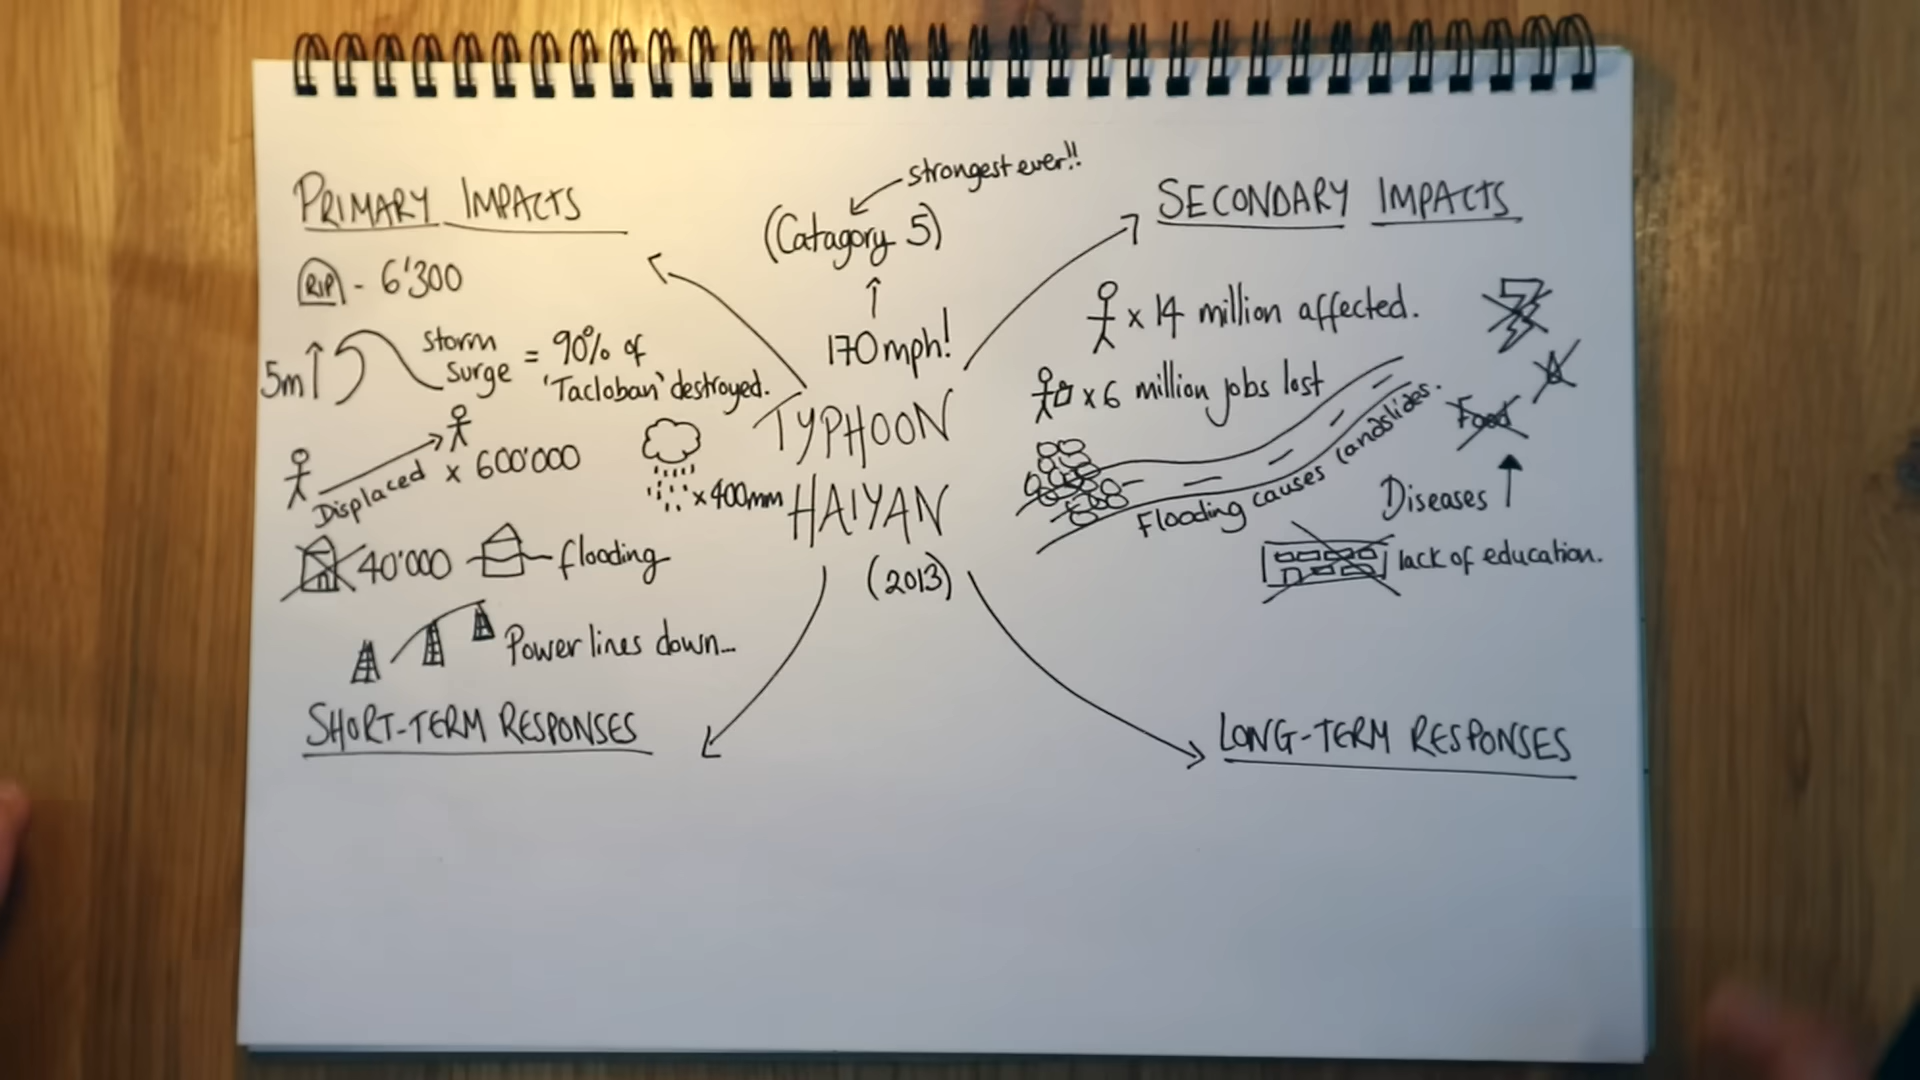 strongest ever!!
(Catagory 5)
170mph!
TYPHOON
HAIYAN
(2013)
PRIMARY IMPACTS
RIP - 6'300
5m
Storm
Surge
= 90% of
'Tacloban' destroyed.
Displaced x 600'000
x 400mm
40'000
flooding
Power lines down...
SECONDARY IMPACTS
x 14 million affected.
x 6 million jobs lost
Flooding causes landslides.
Food
Diseases
lack of education.
SHORT-TERM RESPONSES
LONG-TERM RESPONSES